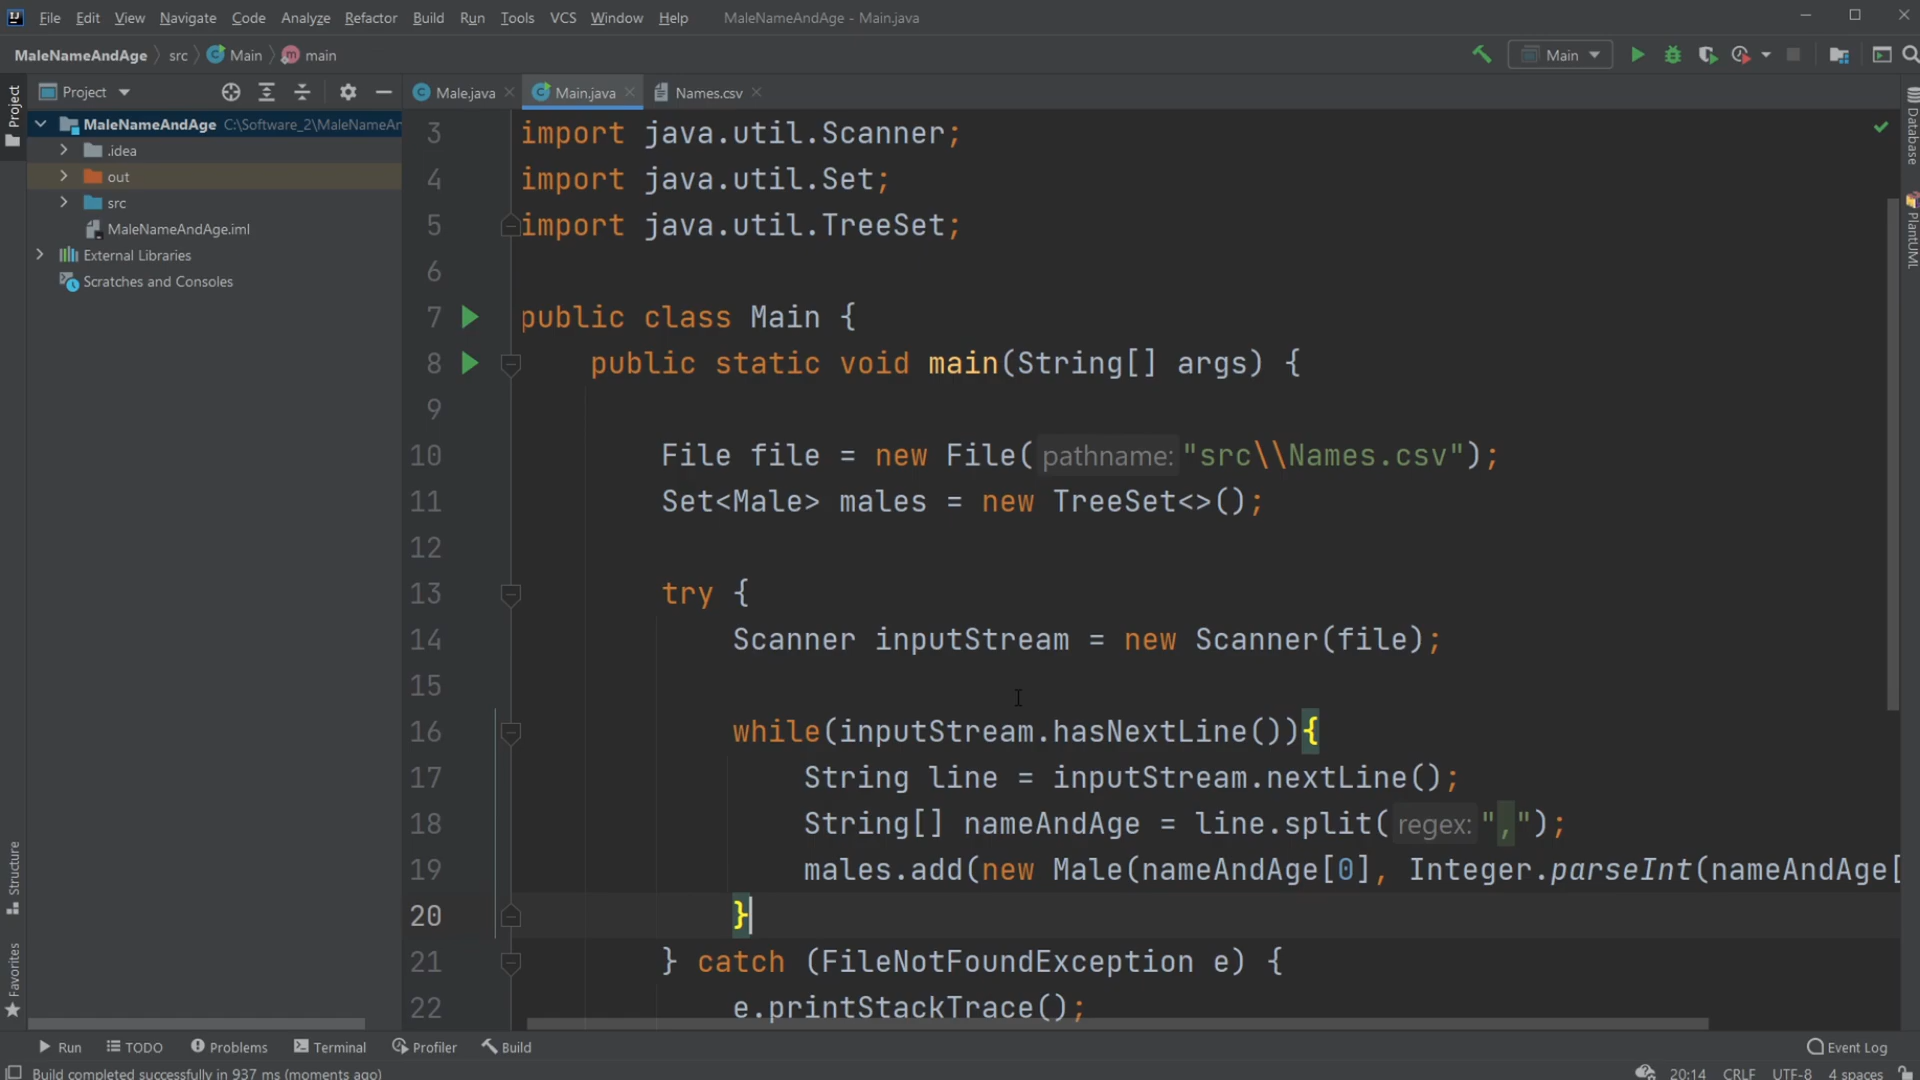 File Edit View Navigate Code Analyze Refactor Build Run Tools VCS Window Help MaleNameAndAge - Main.java
MaleNameAndAge src Main main Main
Project Male.java Main.java Names.csv
Project
MaleNameAndAge C:\Software_2\MaleNameAn
.idea
out
src
MaleNameAndAge.iml
External Libraries
Scratches and Consoles
Structure
Favorites
3 import java.util.Scanner;
4 import java.util.Set;
5 import java.util.TreeSet;
6
7 public class Main {
8 public static void main(String[] args) {
9
10 File file = new File( pathname: "src\\Names.csv");
11 Set<Male> males = new TreeSet<>();
12
13 try {
14 Scanner inputStream = new Scanner(file);
15
16 while(inputStream.hasNextLine()){
17 String line = inputStream.nextLine();
18 String[] nameAndAge = line.split( regex: ",");
19 males.add(new Male(nameAndAge[0], Integer.parseInt(nameAndAge[
20 }
21 } catch (FileNotFoundException e) {
22 e.printStackTrace();
Database
PlantUML
Run TODO Problems Terminal Profiler Build Event Log
Build completed successfully in 937 ms (moments ago) 20:14 CRLF UTF-8 4 spaces